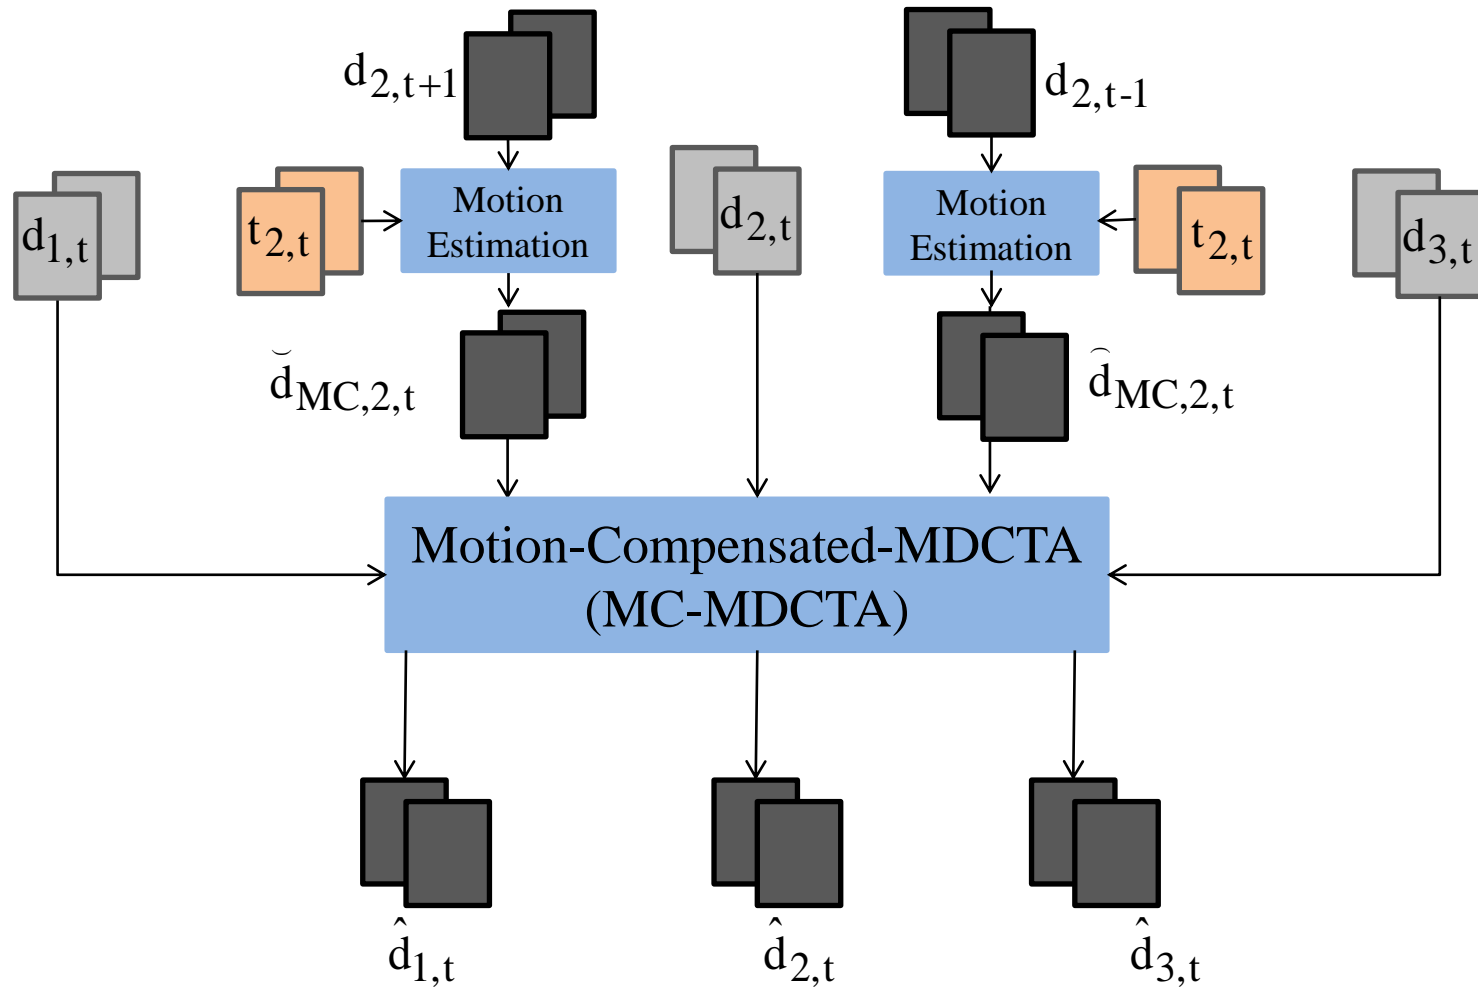 d2,t+1
d2,t-1
d1,t
t2,t
Motion
Estimation
d2,t
Motion
Estimation
t2,t
d3,t
d̆MC,2,t
d̑MC,2,t
Motion-Compensated-MDCTA
(MC-MDCTA)
d̂1,t
d̂2,t
d̂3,t